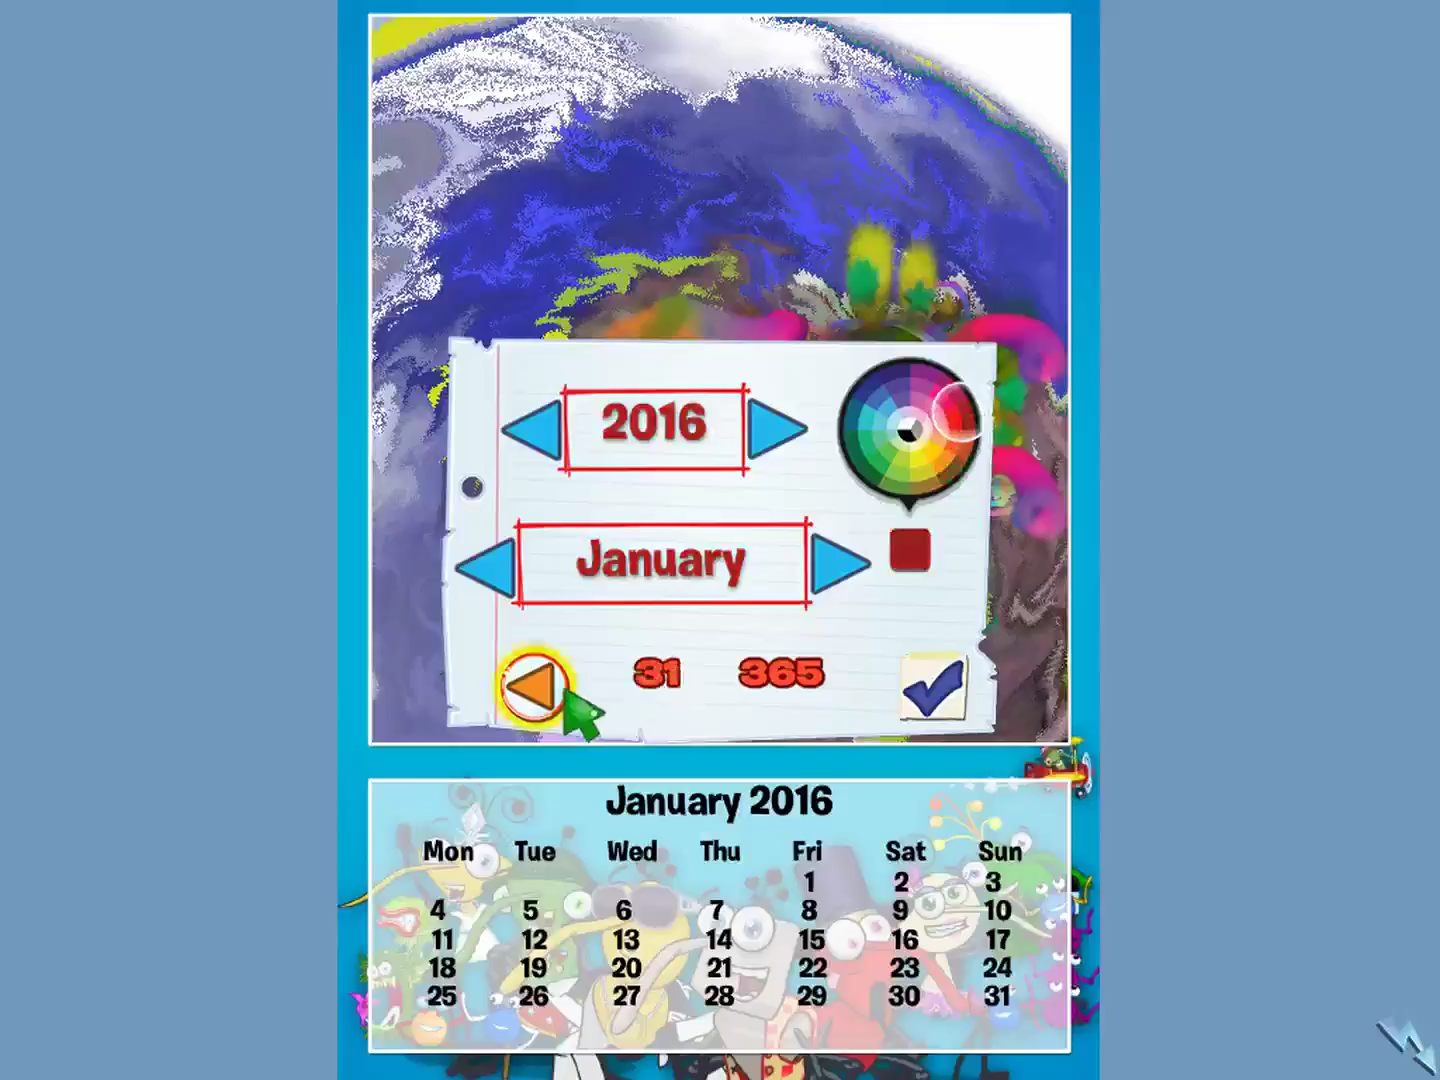 2016
January
31 365
January 2016
Mon Tue Wed Thu Fri Sat Sun
1 2 3
4 5 6 7 8 9 10
11 12 13 14 15 16 17
18 19 20 21 22 23 24
25 26 27 28 29 30 31